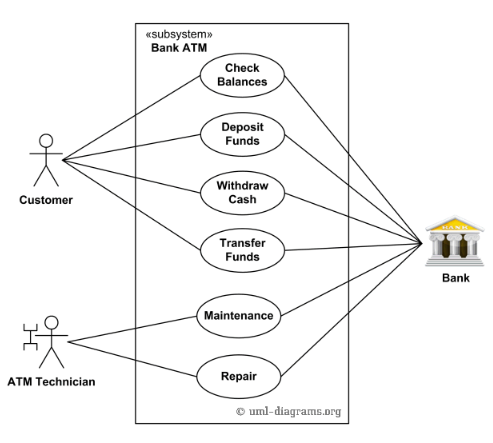 «subsystem»
Bank ATM
Check
Balances
Deposit
Funds
Withdraw
Cash
Customer
Transfer
Funds
BANK
Bank
Maintenance
ATM Technician
Repair
© uml-diagrams.org